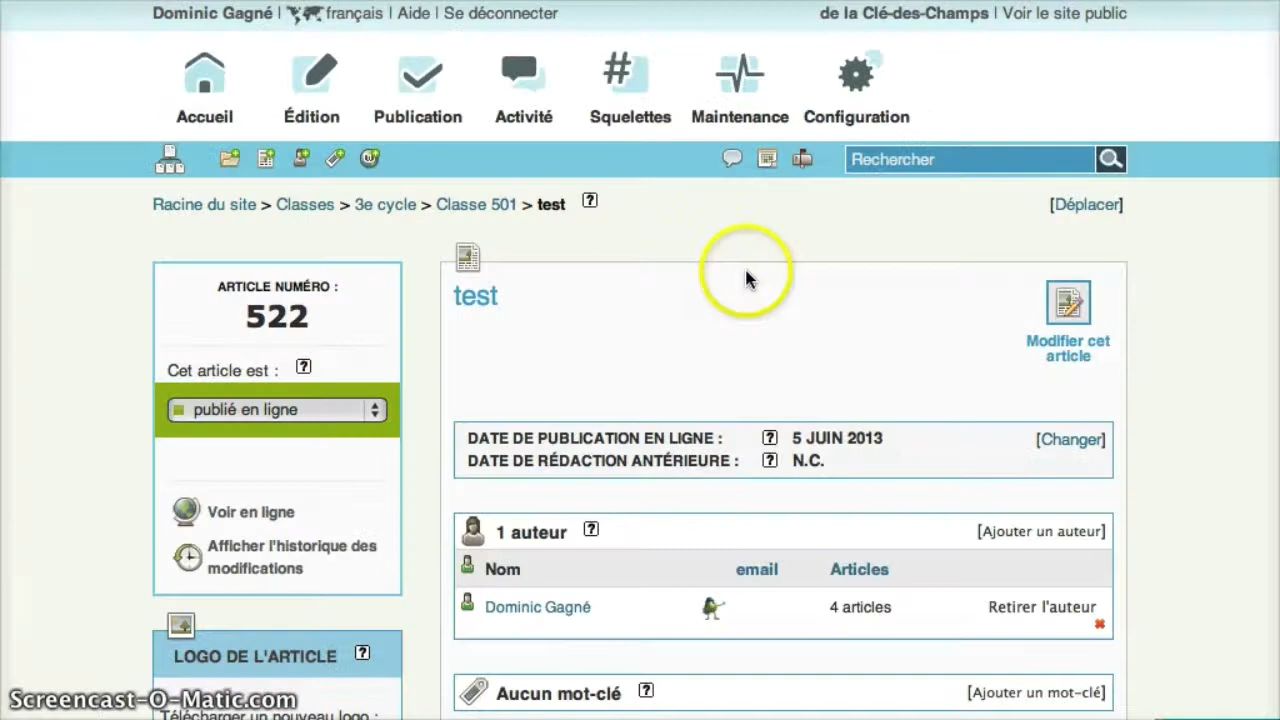 Dominic Gagné | français | Aide | Se déconnecter
de la Clé-des-Champs | Voir le site public
Accueil
Édition
Publication
Activité
Squelettes
Maintenance
Configuration
Rechercher
Racine du site > Classes > 3e cycle > Classe 501 > test ?
[Déplacer]
ARTICLE NUMÉRO :
522
Cet article est : ?
publié en ligne
Voir en ligne
Afficher l'historique des
modifications
LOGO DE L'ARTICLE ?
Télécharger un nouveau logo :
test
Modifier cet
article
DATE DE PUBLICATION EN LIGNE : ? 5 JUIN 2013 [Changer]
DATE DE RÉDACTION ANTÉRIEURE : ? N.C.
1 auteur ? [Ajouter un auteur]
Nom email Articles
Dominic Gagné 4 articles Retirer l'auteur
Aucun mot-clé ? [Ajouter un mot-clé]
Screencast-O-Matic.com